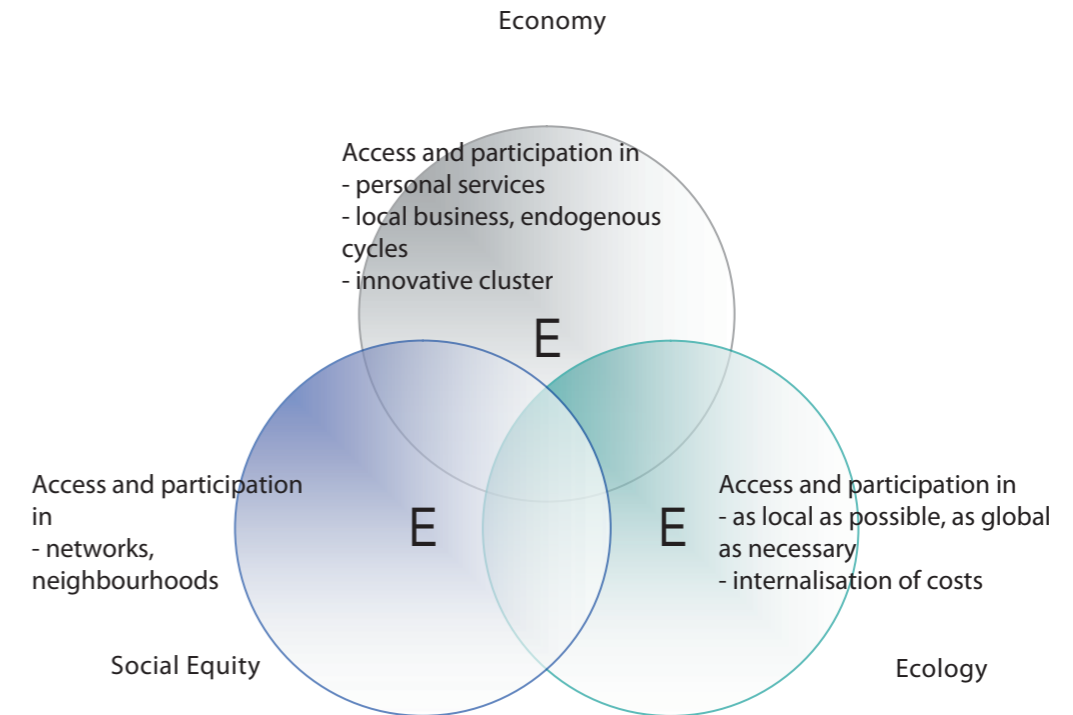 Economy
Access and participation in
- personal services
- local business, endogenous
cycles
- innovative cluster
E
Access and participation
in
- networks,
neighbourhoods
E
E
Access and participation in
- as local as possible, as global
as necessary
- internalisation of costs
Social Equity
Ecology